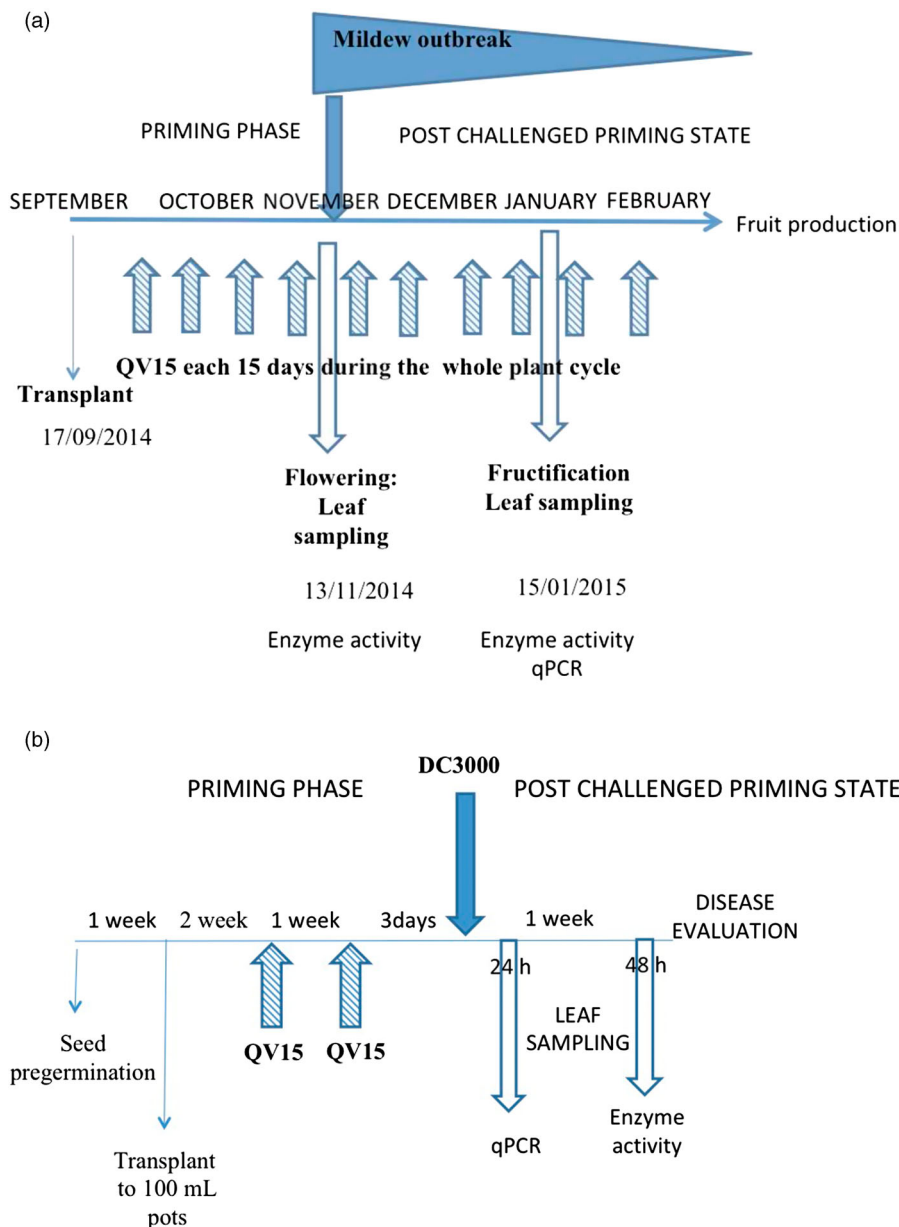 (a)
Mildew outbreak
PRIMING PHASE
POST CHALLENGED PRIMING STATE
SEPTEMBER OCTOBER NOVEMBER DECEMBER JANUARY FEBRUARY
Fruit production
QV15 each 15 days during the whole plant cycle
Transplant
17/09/2014
Flowering:
Leaf
sampling
13/11/2014
Enzyme activity
Fructification
Leaf sampling
15/01/2015
Enzyme activity
qPCR
(b)
DC3000
PRIMING PHASE
POST CHALLENGED PRIMING STATE
1 week 2 week 1 week 3days 1 week
DISEASE
EVALUATION
24 h 48 h
LEAF
SAMPLING
Seed
pregermination
QV15 QV15
qPCR
Enzyme
activity
Transplant
to 100 mL
pots